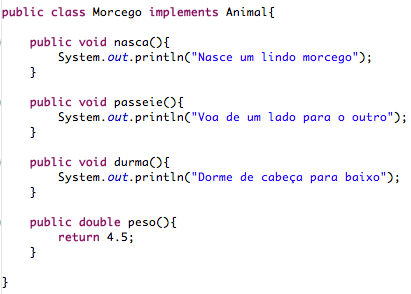 public class Morcego implements Animal{
public void nasca(){
System.out.println("Nasce um lindo morcego");
}
public void passeie(){
System.out.println("Voa de um lado para o outro");
}
public void durma(){
System.out.println("Dorme de cabeça para baixo");
}
public double peso(){
return 4.5;
}
}